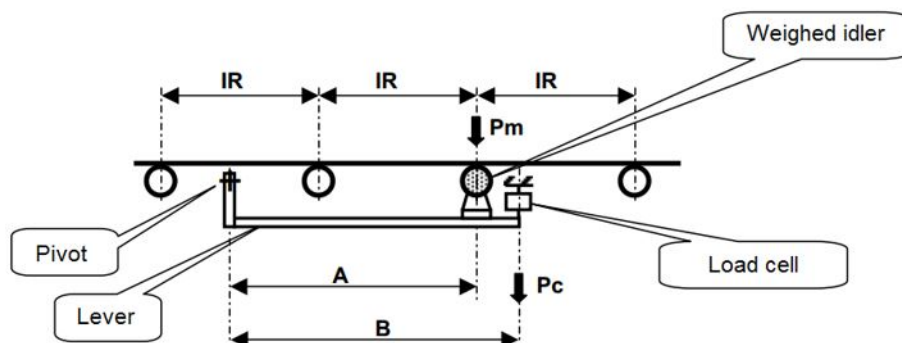 Weighed idler
IR
IR
IR
Pm
Pivot
Load cell
A
Pc
Lever
B